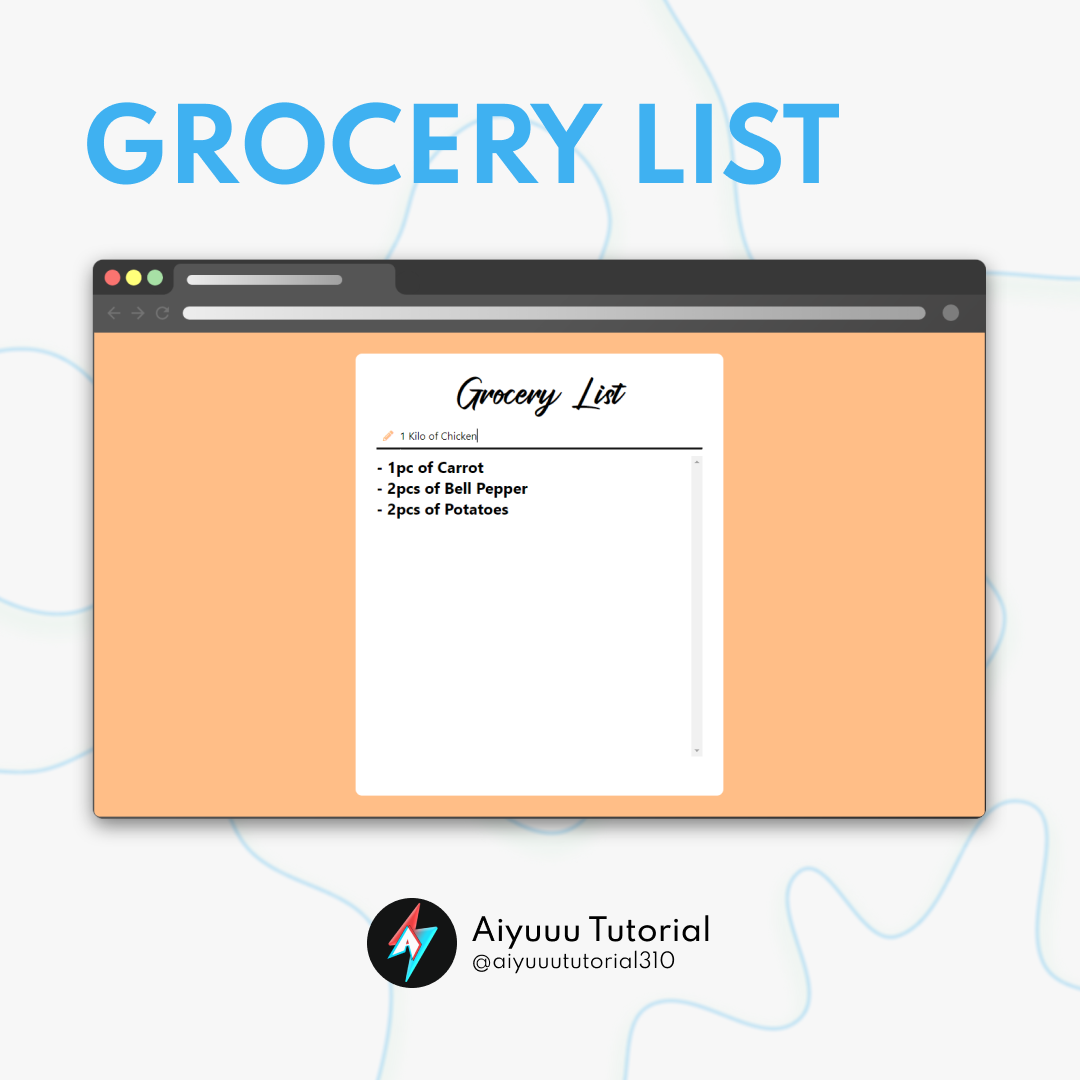 GROCERY LIST
Grocery List
1 Kilo of Chicken
- 1pc of Carrot
- 2pcs of Bell Pepper
- 2pcs of Potatoes
A
Aiyuuu Tutorial
@aiyuuututorial310